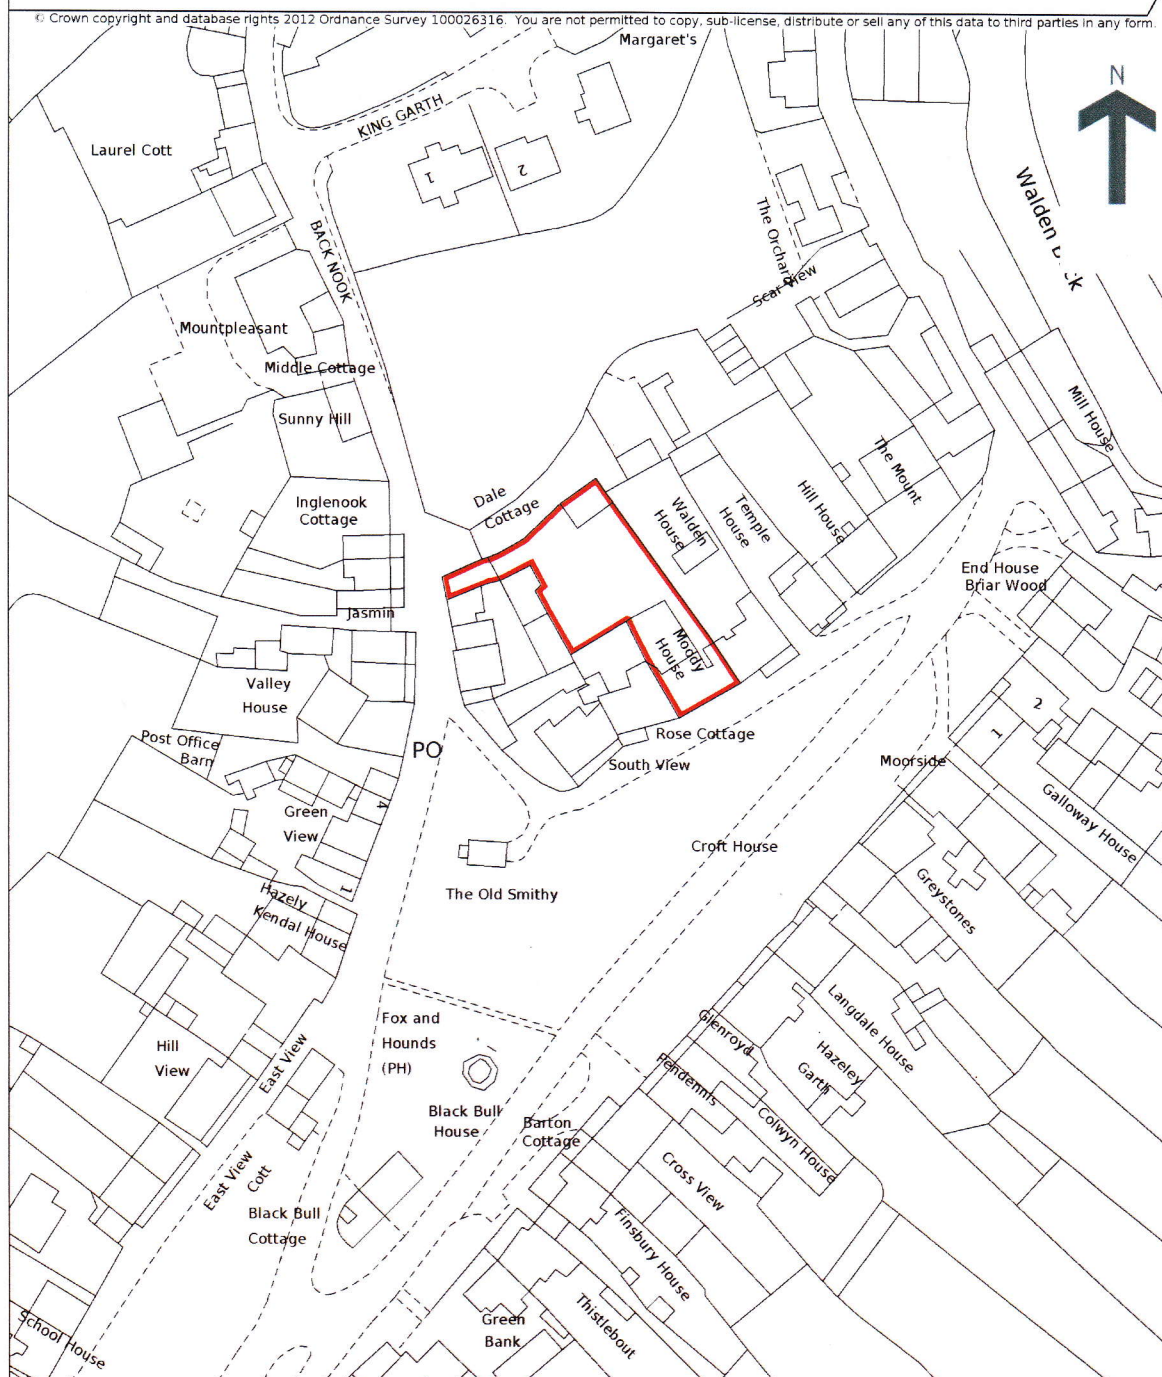 © Crown copyright and database rights 2012 Ordnance Survey 100026316. You are not permitted to copy, sub-license, distribute or sell any of this data to third parties in any form.
Margaret's
N
KING GARTH
Laurel Cott
1
2
Walden Beck
BACK NOOK
The Orchard
Scar View
Mountpleasant
Middle Cottage
Sunny Hill
Mill House
The Mount
Inglenook
Cottage
Dale
Cottage
Walden
House
Temple
House
Hill House
End House
Briar Wood
Jasmin
Moddy
House
Valley
House
2
1
Post Office
Barn
PO
Rose Cottage
South View
Moorside
4
Green
View
1
Galloway House
Croft House
The Old Smithy
Greystones
Hazely
Kendal House
Langdale House
Fox and
Hounds
(PH)
Glenroyd
Hazeley
Garth
Hill
View
East View
Pendennis
Black Bull
House
Barton
Cottage
Colwyn House
East View
Cott
Cross View
Black Bull
Cottage
Finsbury House
Green
Bank
Thistlebout
School House